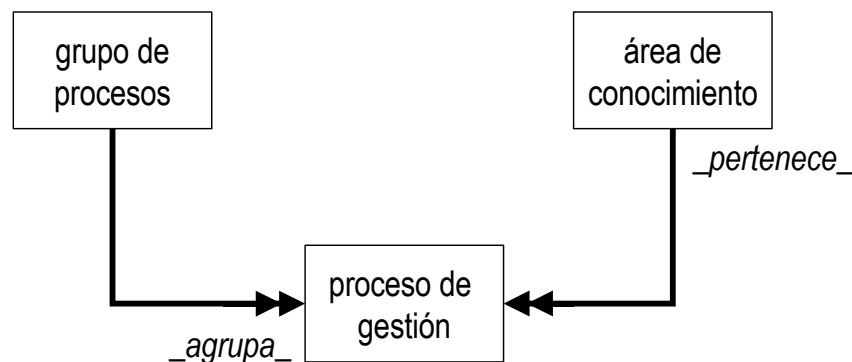 grupo de
procesos
área de
conocimiento
_pertenece_
proceso de
gestión
_agrupa_